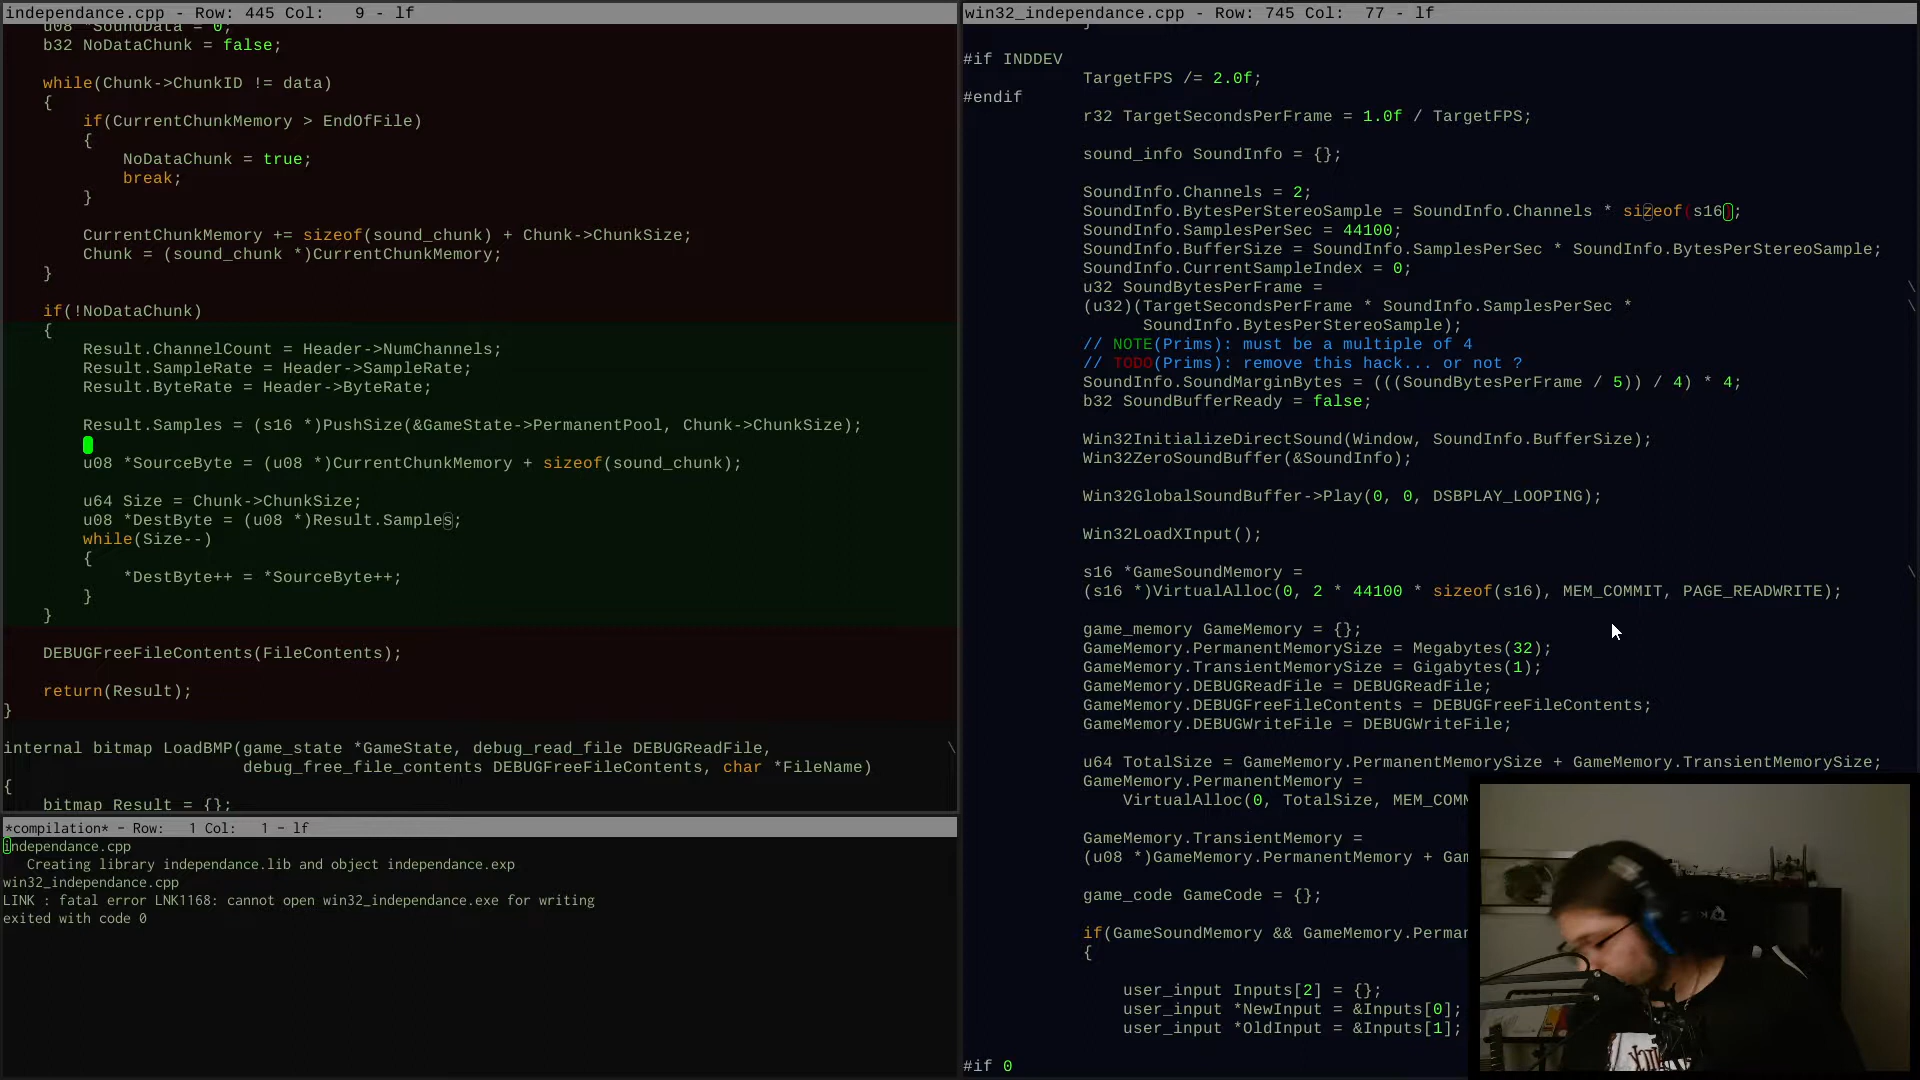 independance.cpp - Row: 445 Col:   9 - lf
    u08 *SoundData = 0;
    b32 NoDataChunk = false;
    while(Chunk->ChunkID != data)
    {
        if(CurrentChunkMemory > EndOfFile)
        {
            NoDataChunk = true;
            break;
        }
        CurrentChunkMemory += sizeof(sound_chunk) + Chunk->ChunkSize;
        Chunk = (sound_chunk *)CurrentChunkMemory;
    }
    if(!NoDataChunk)
    {
        Result.ChannelCount = Header->NumChannels;
        Result.SampleRate = Header->SampleRate;
        Result.ByteRate = Header->ByteRate;
        Result.Samples = (s16 *)PushSize(&GameState->PermanentPool, Chunk->ChunkSize);
        u08 *SourceByte = (u08 *)CurrentChunkMemory + sizeof(sound_chunk);
        u64 Size = Chunk->ChunkSize;
        u08 *DestByte = (u08 *)Result.Samples;
        while(Size--)
        {
            *DestByte++ = *SourceByte++;
        }
    }
    DEBUGFreeFileContents(FileContents);
    return(Result);
}
internal bitmap LoadBMP(game_state *GameState, debug_read_file DEBUGReadFile, \
                        debug_free_file_contents DEBUGFreeFileContents, char *FileName)
{
    bitmap Result = {};
*compilation* - Row:   1 Col:   1 - lf
independance.cpp
   Creating library independance.lib and object independance.exp
win32_independance.cpp
LINK : fatal error LNK1168: cannot open win32_independance.exe for writing
exited with code 0
win32_independance.cpp - Row: 745 Col:  77 - lf
            }
#if INDDEV
            TargetFPS /= 2.0f;
#endif
            r32 TargetSecondsPerFrame = 1.0f / TargetFPS;
            sound_info SoundInfo = {};
            SoundInfo.Channels = 2;
            SoundInfo.BytesPerStereoSample = SoundInfo.Channels * sizeof(s16);
            SoundInfo.SamplesPerSec = 44100;
            SoundInfo.BufferSize = SoundInfo.SamplesPerSec * SoundInfo.BytesPerStereoSample;
            SoundInfo.CurrentSampleIndex = 0;
            u32 SoundBytesPerFrame = \
            (u32)(TargetSecondsPerFrame * SoundInfo.SamplesPerSec * \
                  SoundInfo.BytesPerStereoSample);
            // NOTE(Prims): must be a multiple of 4
            // TODO(Prims): remove this hack... or not ?
            SoundInfo.SoundMarginBytes = (((SoundBytesPerFrame / 5)) / 4) * 4;
            b32 SoundBufferReady = false;
            Win32InitializeDirectSound(Window, SoundInfo.BufferSize);
            Win32ZeroSoundBuffer(&SoundInfo);
            Win32GlobalSoundBuffer->Play(0, 0, DSBPLAY_LOOPING);
            Win32LoadXInput();
            s16 *GameSoundMemory = \
            (s16 *)VirtualAlloc(0, 2 * 44100 * sizeof(s16), MEM_COMMIT, PAGE_READWRITE);
            game_memory GameMemory = {};
            GameMemory.PermanentMemorySize = Megabytes(32);
            GameMemory.TransientMemorySize = Gigabytes(1);
            GameMemory.DEBUGReadFile = DEBUGReadFile;
            GameMemory.DEBUGFreeFileContents = DEBUGFreeFileContents;
            GameMemory.DEBUGWriteFile = DEBUGWriteFile;
            u64 TotalSize = GameMemory.PermanentMemorySize + GameMemory.TransientMemorySize;
            GameMemory.PermanentMemory =
                VirtualAlloc(0, TotalSize, MEM_COMM
            GameMemory.TransientMemory =
            (u08 *)GameMemory.PermanentMemory + Ga
            game_code GameCode = {};
            if(GameSoundMemory && GameMemory.Perman
            {
                user_input Inputs[2] = {};
                user_input *NewInput = &Inputs[0];
                user_input *OldInput = &Inputs[1];
#if 0